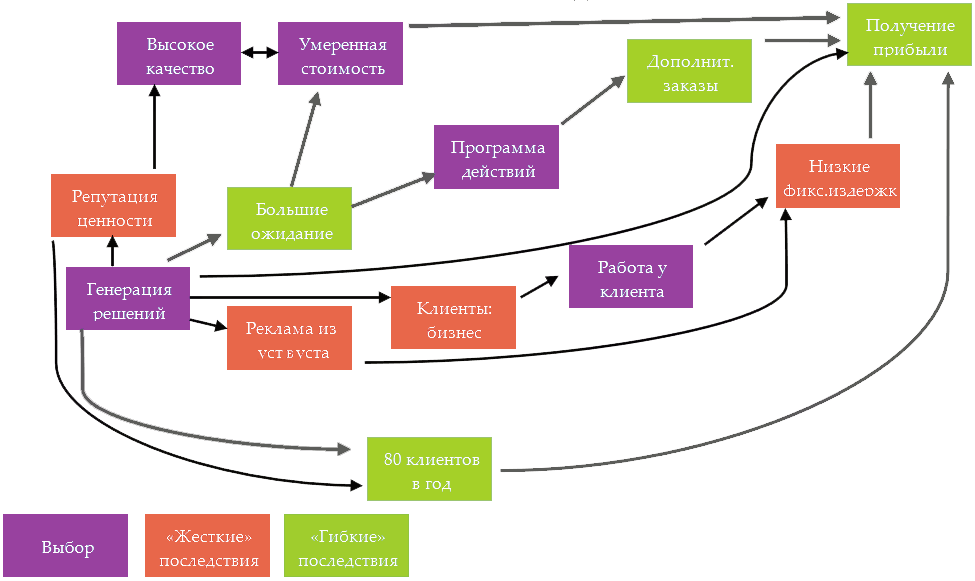 Получение
прибыли
Высокое
качество
Умеренная
стоимость
Дополнит.
заказы
Программа
действий
Низкие
фикс.издержк
Репутация
ценности
Большие
ожидание
Генерация
решений
Работа у
клиента
Клиенты:
бизнес
Реклама из
уст в уста
80 клиентов
в год
Выбор
«Жесткие»
последствия
«Гибкие»
последствия